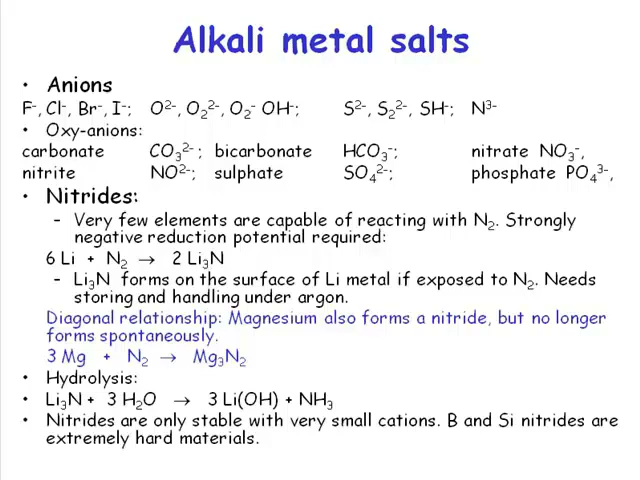 Alkali metal salts
• Anions
F⁻, Cl⁻, Br⁻, I⁻; O²⁻, O₂²⁻, O₂⁻ OH⁻; S²⁻, S₂²⁻, SH⁻; N³⁻
• Oxy-anions:
carbonate CO₃²⁻; bicarbonate HCO₃⁻; nitrate NO₃⁻,
nitrite NO²⁻; sulphate SO₄²⁻; phosphate PO₄³⁻,
• Nitrides:
– Very few elements are capable of reacting with N₂. Strongly
negative reduction potential required:
6 Li + N₂ → 2 Li₃N
– Li₃N forms on the surface of Li metal if exposed to N₂. Needs
storing and handling under argon.
Diagonal relationship: Magnesium also forms a nitride, but no longer
forms spontaneously.
3 Mg + N₂ → Mg₃N₂
• Hydrolysis:
• Li₃N + 3 H₂O → 3 Li(OH) + NH₃
• Nitrides are only stable with very small cations. B and Si nitrides are
extremely hard materials.